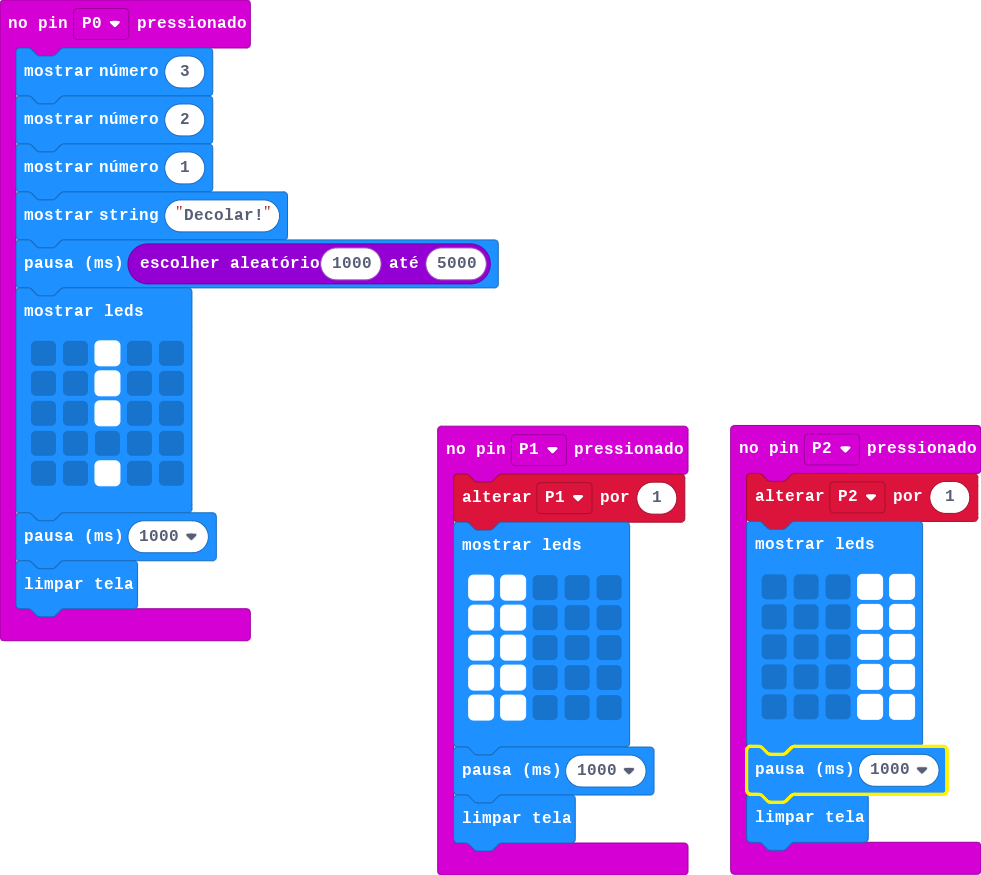 no pin P0 pressionado
mostrar número 3
mostrar número 2
mostrar número 1
mostrar string "Decolar!"
pausa (ms) escolher aleatório 1000 até 5000
mostrar leds
pausa (ms) 1000
limpar tela
no pin P1 pressionado
alterar P1 por 1
mostrar leds
pausa (ms) 1000
limpar tela
no pin P2 pressionado
alterar P2 por 1
mostrar leds
pausa (ms) 1000
limpar tela